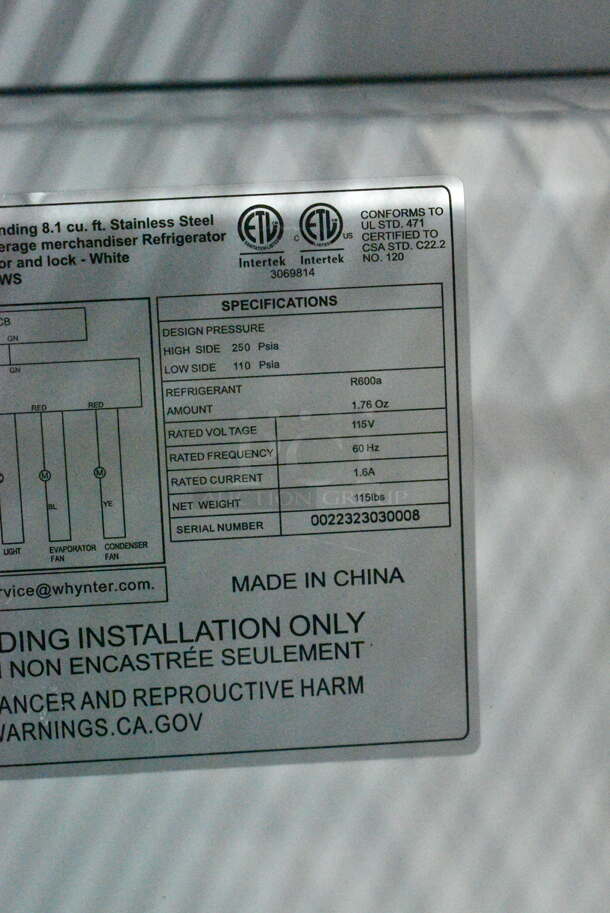 nding 8.1 cu. ft. Stainless Steel
erage merchandiser Refrigerator
or and lock - White
WS
ETL ETL
C US
Intertek Intertek
3069814
CONFORMS TO
UL STD. 471
CERTIFIED TO
CSA STD. C22.2
NO. 120
CB
GN
GN
RED RED
M M
BL YE
LIGHT EVAPORATOR FAN CONDENSER FAN
SPECIFICATIONS
DESIGN PRESSURE
HIGH SIDE 250 Psia
LOW SIDE 110 Psia
REFRIGERANT R600a
AMOUNT 1.76 Oz
RATED VOLTAGE 115V
RATED FREQUENCY 60 Hz
RATED CURRENT 1.6A
NET WEIGHT 115lbs
SERIAL NUMBER 0022323030008
rvice@whynter.com.
MADE IN CHINA
DING INSTALLATION ONLY
NON ENCASTRÉE SEULEMENT
ANCER AND REPROUCTIVE HARM
WARNINGS.CA.GOV